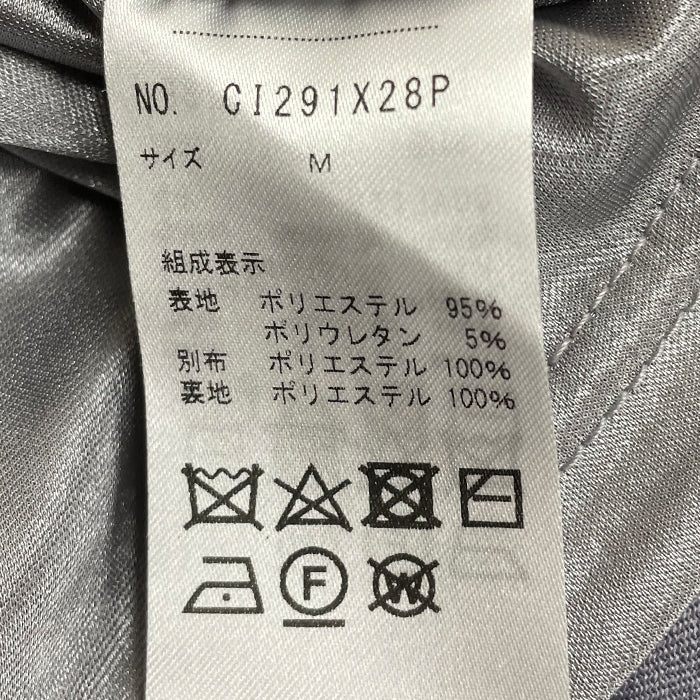 NO. CI291X28P
サイズ M
組成表示
表地 ポリエステル 95%
ポリウレタン 5%
別布 ポリエステル 100%
裏地 ポリエステル 100%
F
W